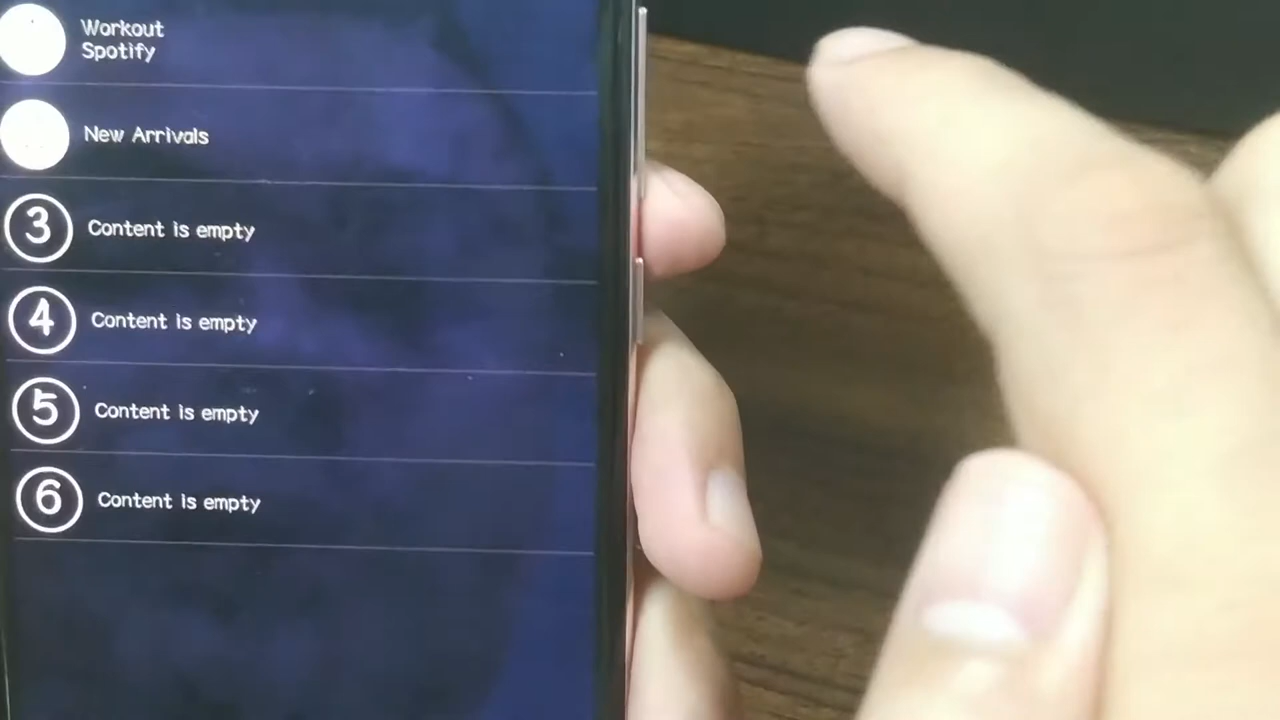 Workout
Spotify
New Arrivals
3 Content is empty
4 Content is empty
5 Content is empty
6 Content is empty